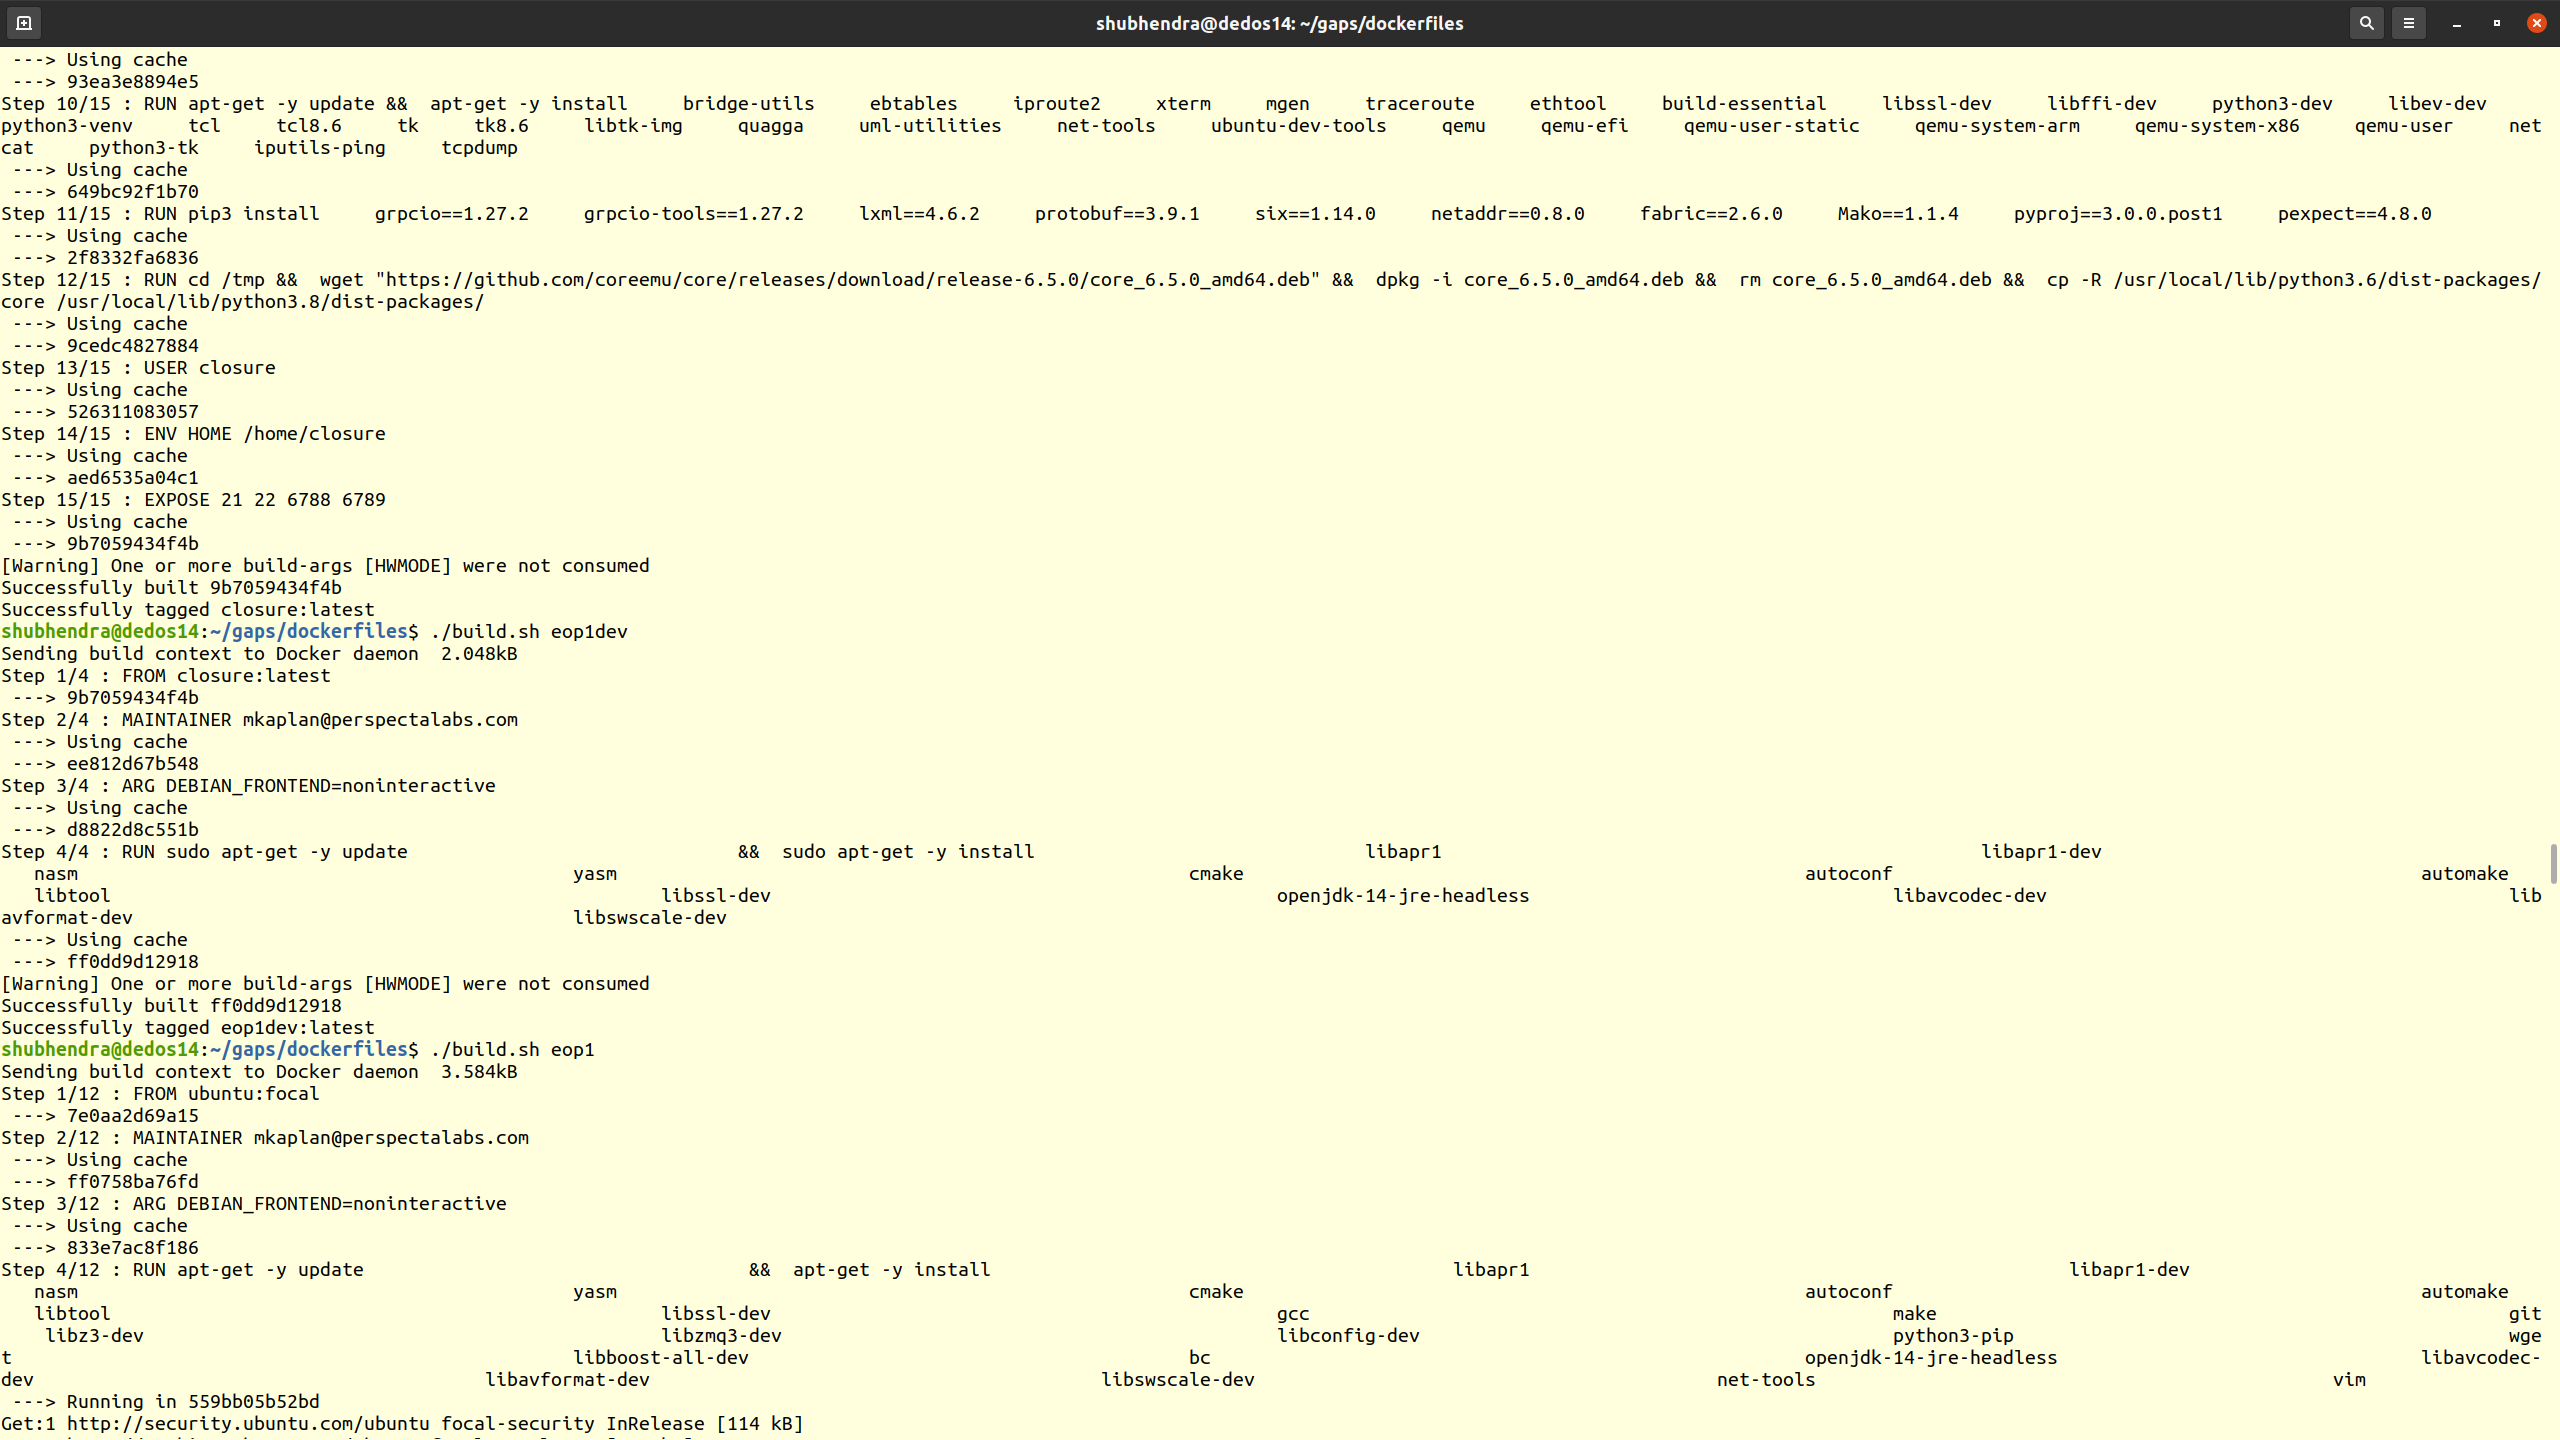 shubhendra@dedos14: ~/gaps/dockerfiles
---> Using cache
---> 93ea3e8894e5
Step 10/15 : RUN apt-get -y update &&  apt-get -y install     bridge-utils     ebtables     iproute2     xterm     mgen     traceroute     ethtool     build-essential     libssl-dev     libffi-dev     python3-dev     libev-dev
python3-venv     tcl     tcl8.6     tk     tk8.6     libtk-img     quagga     uml-utilities     net-tools     ubuntu-dev-tools     qemu     qemu-efi     qemu-user-static     qemu-system-arm     qemu-system-x86     qemu-user     net
cat     python3-tk     iputils-ping     tcpdump
---> Using cache
---> 649bc92f1b70
Step 11/15 : RUN pip3 install     grpcio==1.27.2     grpcio-tools==1.27.2     lxml==4.6.2     protobuf==3.9.1     six==1.14.0     netaddr==0.8.0     fabric==2.6.0     Mako==1.1.4     pyproj==3.0.0.post1     pexpect==4.8.0
---> Using cache
---> 2f8332fa6836
Step 12/15 : RUN cd /tmp &&  wget "https://github.com/coreemu/core/releases/download/release-6.5.0/core_6.5.0_amd64.deb" &&  dpkg -i core_6.5.0_amd64.deb &&  rm core_6.5.0_amd64.deb &&  cp -R /usr/local/lib/python3.6/dist-packages/
core /usr/local/lib/python3.8/dist-packages/
---> Using cache
---> 9cedc4827884
Step 13/15 : USER closure
---> Using cache
---> 526311083057
Step 14/15 : ENV HOME /home/closure
---> Using cache
---> aed6535a04c1
Step 15/15 : EXPOSE 21 22 6788 6789
---> Using cache
---> 9b7059434f4b
[Warning] One or more build-args [HWMODE] were not consumed
Successfully built 9b7059434f4b
Successfully tagged closure:latest
shubhendra@dedos14:~/gaps/dockerfiles$ ./build.sh eop1dev
Sending build context to Docker daemon  2.048kB
Step 1/4 : FROM closure:latest
---> 9b7059434f4b
Step 2/4 : MAINTAINER mkaplan@perspectalabs.com
---> Using cache
---> ee812d67b548
Step 3/4 : ARG DEBIAN_FRONTEND=noninteractive
---> Using cache
---> d8822d8c551b
Step 4/4 : RUN sudo apt-get -y update     &&  sudo apt-get -y install     libapr1     libapr1-dev
nasm     yasm     cmake     autoconf     automake
libtool     libssl-dev     openjdk-14-jre-headless     libavcodec-dev     lib
avformat-dev     libswscale-dev
---> Using cache
---> ff0dd9d12918
[Warning] One or more build-args [HWMODE] were not consumed
Successfully built ff0dd9d12918
Successfully tagged eop1dev:latest
shubhendra@dedos14:~/gaps/dockerfiles$ ./build.sh eop1
Sending build context to Docker daemon  3.584kB
Step 1/12 : FROM ubuntu:focal
---> 7e0aa2d69a15
Step 2/12 : MAINTAINER mkaplan@perspectalabs.com
---> Using cache
---> ff0758ba76fd
Step 3/12 : ARG DEBIAN_FRONTEND=noninteractive
---> Using cache
---> 833e7ac8f186
Step 4/12 : RUN apt-get -y update     &&  apt-get -y install     libapr1     libapr1-dev
nasm     yasm     cmake     autoconf     automake
libtool     libssl-dev     gcc     make     git
libz3-dev     libzmq3-dev     libconfig-dev     python3-pip     wge
t     libboost-all-dev     bc     openjdk-14-jre-headless     libavcodec-
dev     libavformat-dev     libswscale-dev     net-tools     vim
---> Running in 559bb05b52bd
Get:1 http://security.ubuntu.com/ubuntu focal-security InRelease [114 kB]